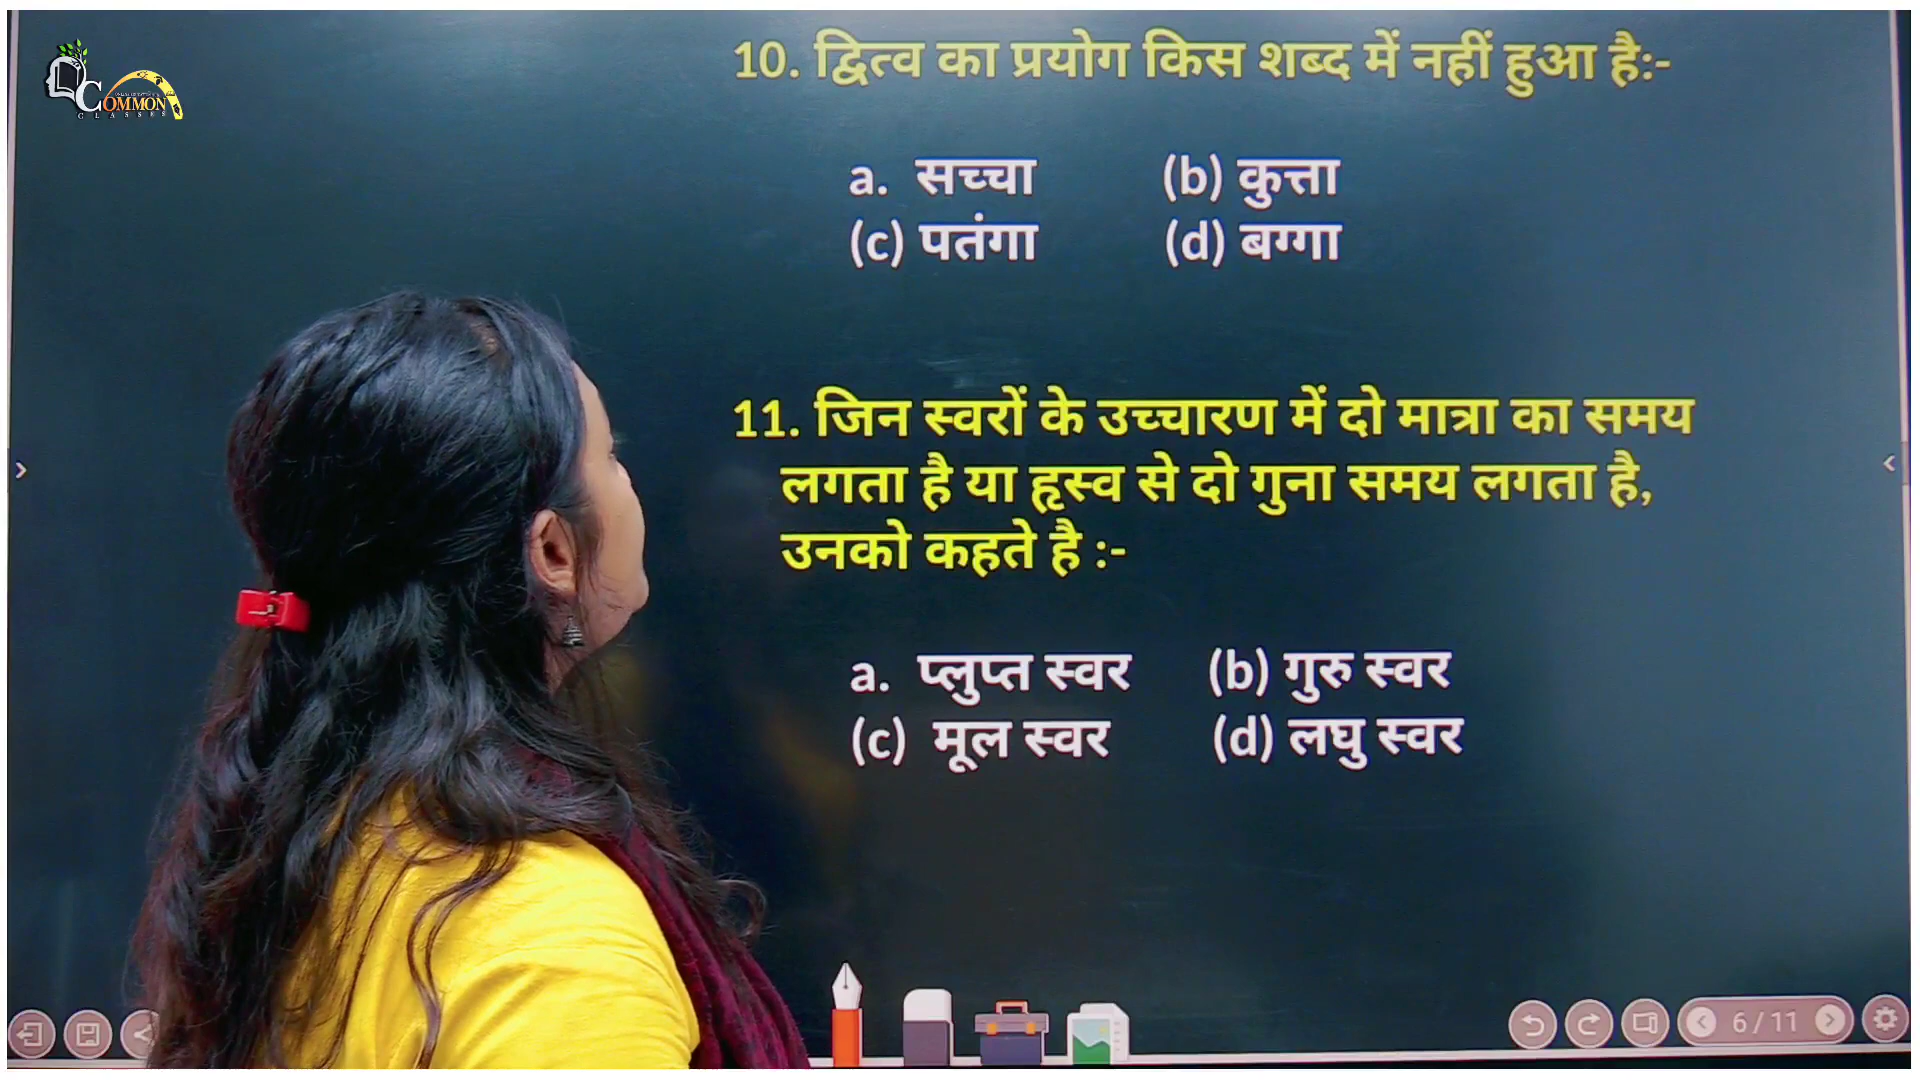 COMMON
CLASSES
10. द्वित्व का प्रयोग किस शब्द में नहीं हुआ है:-
a. सच्चा (b) कुत्ता
(c) पतंगा (d) बग्गा
11. जिन स्वरों के उच्चारण में दो मात्रा का समय
लगता है या हृस्व से दो गुना समय लगता है,
उनको कहते है :-
a. प्लुप्त स्वर (b) गुरु स्वर
(c) मूल स्वर (d) लघु स्वर
6 / 11